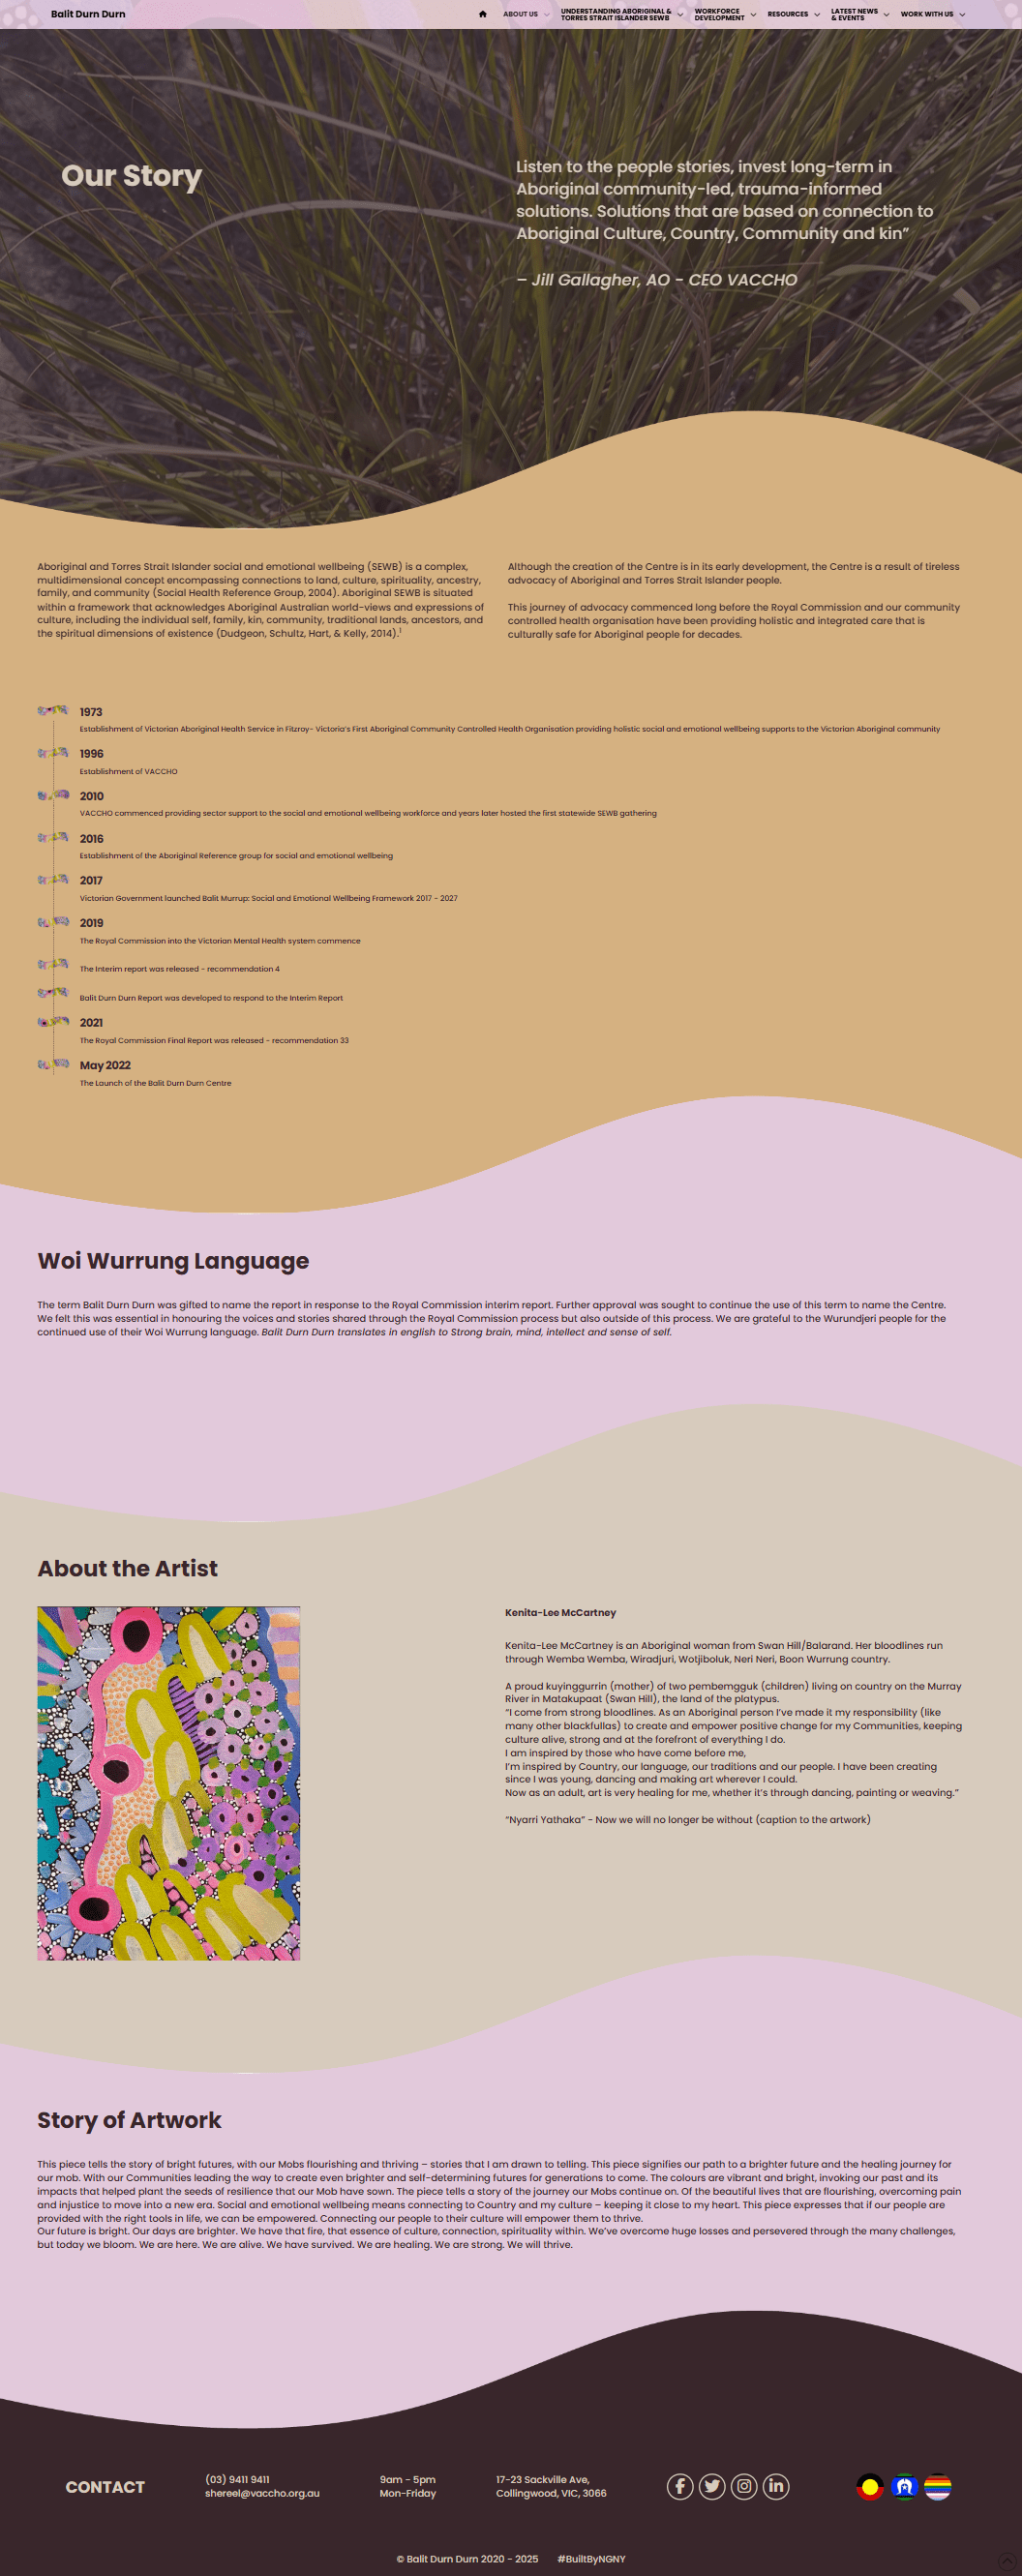 Balit Durn Durn
ABOUT US
UNDERSTANDING ABORIGINAL &
TORRES STRAIT ISLANDER SEWB
WORKFORCE
DEVELOPMENT
RESOURCES
LATEST NEWS
& EVENTS
WORK WITH US
Our Story
Listen to the people stories, invest long-term in
Aboriginal community-led, trauma-informed
solutions. Solutions that are based on connection to
Aboriginal Culture, Country, Community and kin”
– Jill Gallagher, AO - CEO VACCHO
Aboriginal and Torres Strait Islander social and emotional wellbeing (SEWB) is a complex,
multidimensional concept encompassing connections to land, culture, spirituality, ancestry,
family, and community (Social Health Reference Group, 2004). Aboriginal SEWB is situated
within a framework that acknowledges Aboriginal Australian world-views and expressions of
culture, including the individual self, family, kin, community, traditional lands, ancestors, and
the spiritual dimensions of existence (Dudgeon, Schultz, Hart, & Kelly, 2014).¹
Although the creation of the Centre is in its early development, the Centre is a result of tireless
advocacy of Aboriginal and Torres Strait Islander people.
This journey of advocacy commenced long before the Royal Commission and our community
controlled health organisation have been providing holistic and integrated care that is
culturally safe for Aboriginal people for decades.
1973
Establishment of Victorian Aboriginal Health Service in Fitzroy- Victoria's First Aboriginal Community Controlled Health Organisation providing holistic social and emotional wellbeing supports to the Victorian Aboriginal community
1996
Establishment of VACCHO
2010
VACCHO commenced providing sector support to the social and emotional wellbeing workforce and years later hosted the first statewide SEWB gathering
2016
Establishment of the Aboriginal Reference group for social and emotional wellbeing
2017
Victorian Government launched Balit Murrup: Social and Emotional Wellbeing Framework 2017 - 2027
2019
The Royal Commission into the Victorian Mental Health system commence
The Interim report was released - recommendation 4
Balit Durn Durn Report was developed to respond to the Interim Report
2021
The Royal Commission Final Report was released - recommendation 33
May 2022
The Launch of the Balit Durn Durn Centre
Woi Wurrung Language
The term Balit Durn Durn was gifted to name the report in response to the Royal Commission interim report. Further approval was sought to continue the use of this term to name the Centre.
We felt this was essential in honouring the voices and stories shared through the Royal Commission process but also outside of this process. We are grateful to the Wurundjeri people for the
continued use of their Woi Wurrung language. Balit Durn Durn translates in english to Strong brain, mind, intellect and sense of self.
About the Artist
Kenita-Lee McCartney
Kenita-Lee McCartney is an Aboriginal woman from Swan Hill/Balarand. Her bloodlines run
through Wemba Wemba, Wiradjuri, Wotjiboluk, Neri Neri, Boon Wurrung country.
A proud kuyinggurrin (mother) of two pembemgguk (children) living on country on the Murray
River in Matakupaat (Swan Hill), the land of the platypus.
“I come from strong bloodlines. As an Aboriginal person I’ve made it my responsibility (like
many other blackfullas) to create and empower positive change for my Communities, keeping
culture alive, strong and at the forefront of everything I do.
I am inspired by those who have come before me,
I’m inspired by Country, our language, our traditions and our people. I have been creating
since I was young, dancing and making art wherever I could.
Now as an adult, art is very healing for me, whether it’s through dancing, painting or weaving.”
“Nyarri Yathaka” - Now we will no longer be without (caption to the artwork)
Story of Artwork
This piece tells the story of bright futures, with our Mobs flourishing and thriving – stories that I am drawn to telling. This piece signifies our path to a brighter future and the healing journey for
our mob. With our Communities leading the way to create even brighter and self-determining futures for generations to come. The colours are vibrant and bright, invoking our past and its
impacts that helped plant the seeds of resilience that our Mob have sown. The piece tells a story of the journey our Mobs continue on. Of the beautiful lives that are flourishing, overcoming pain
and injustice to move into a new era. Social and emotional wellbeing means connecting to Country and my culture – keeping it close to my heart. This piece expresses that if our people are
provided with the right tools in life, we can be empowered. Connecting our people to their culture will empower them to thrive.
Our future is bright. Our days are brighter. We have that fire, that essence of culture, connection, spirituality within. We’ve overcome huge losses and persevered through the many challenges,
but today we bloom. We are here. We are alive. We have survived. We are healing. We are strong. We will thrive.
CONTACT
(03) 9411 9411
shereel@vaccho.org.au
9am - 5pm
Mon-Friday
17-23 Sackville Ave,
Collingwood, VIC, 3066
© Balit Durn Durn 2020 - 2025
#BuiltByNGNY